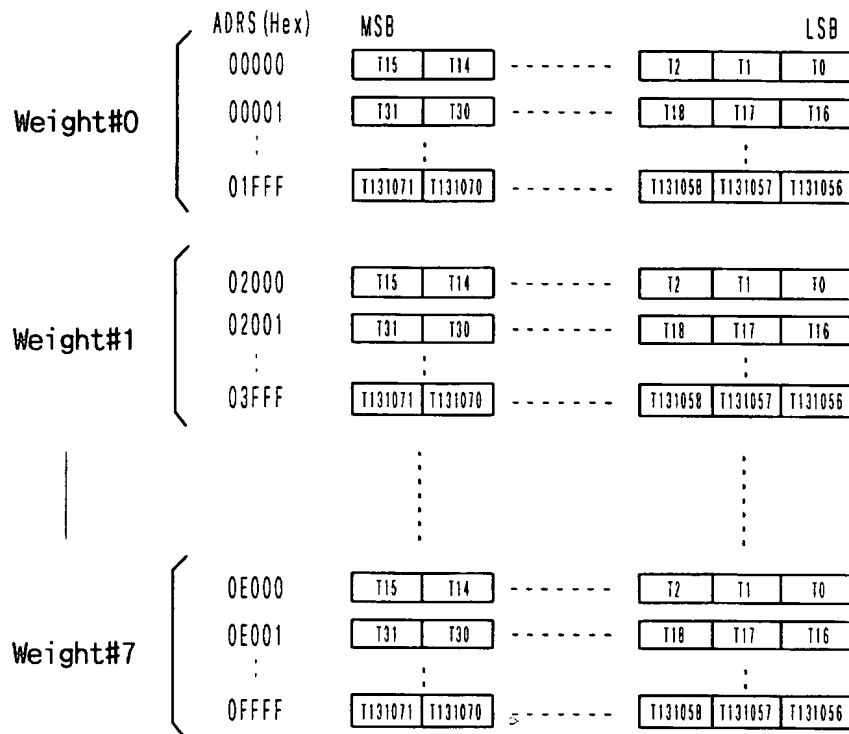 ADRS (Hex) MSB LSB
00000 T15 T14 T2 T1 T0
Weight#0
00001 T31 T30 T18 T17 T16
01FFF T131071 T131070 T131058 T131057 T131056
02000 T15 T14 T2 T1 T0
Weight#1
02001 T31 T30 T18 T17 T16
03FFF T131071 T131070 T131058 T131057 T131056
0E000 T15 T14 T2 T1 T0
0E001 T31 T30 T18 T17 T16
Weight#7
0FFFF T131071 T131070 T131058 T131057 T131056